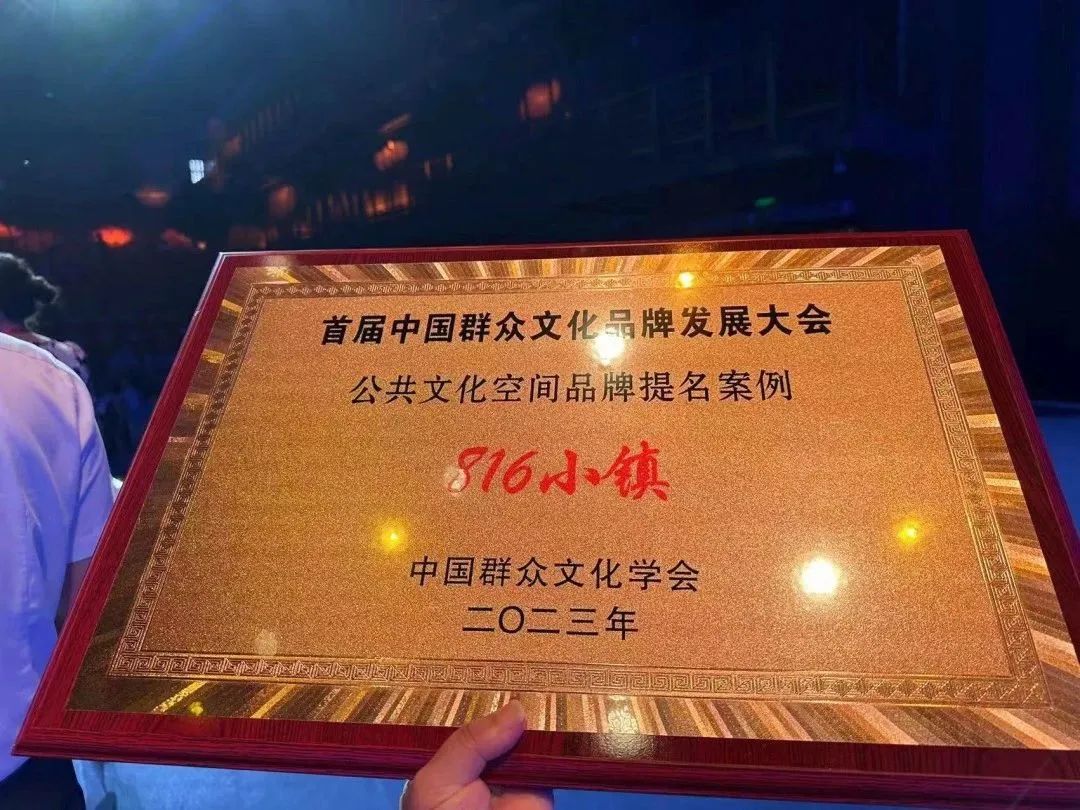 首届中国群众文化品牌发展大会
公共文化空间品牌提名案例
816小镇
中国群众文化学会
二〇二三年